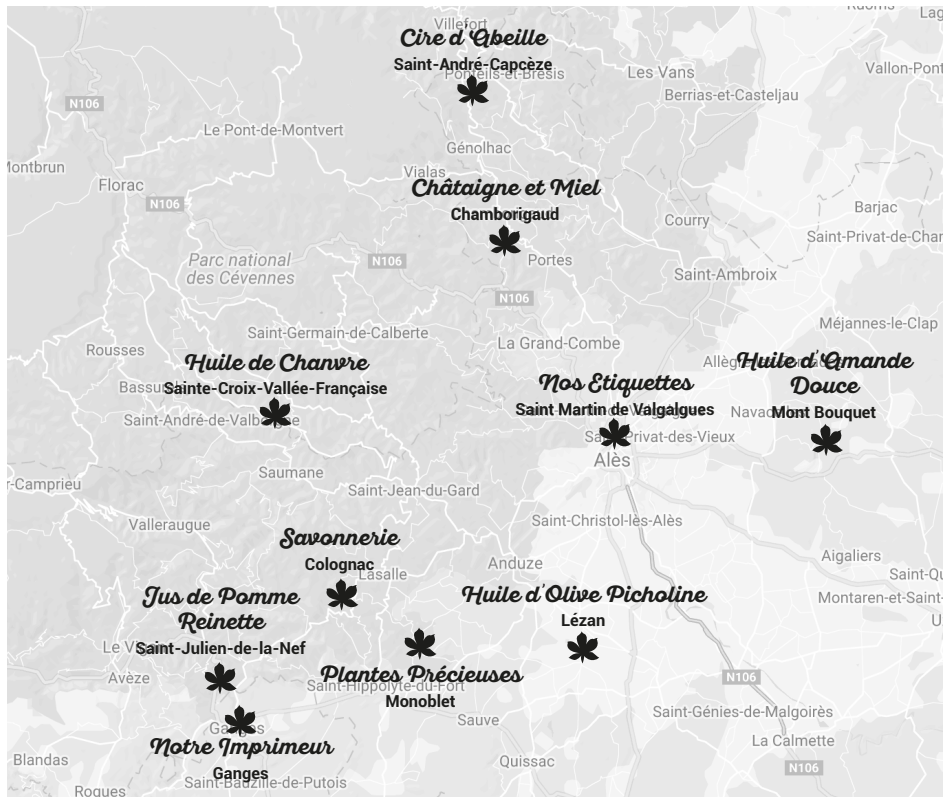 Villefort
Cire d'Abeille
Saint-André-Capcèze
Ponteils-et-Brésis
Les Vans
Vallon-Pont
Berrias-et-Casteljau
N106
Le Pont-de-Montvert
Génolhac
Vialas
Montbrun
Florac
Châtaigne et Miel
Chamborigaud
N106
Courry
Barjac
Saint-Privat-de-Char
Parc national
des Cévennes
N106
Portes
Saint-Ambroix
N106
Méjannes-le-Clap
Saint-Germain-de-Calberte
La Grand-Combe
Rousses
Huile de Chanvre
Sainte-Croix-Vallée-Française
Saint-André-de-Valborgne
Nos Etiquettes
Saint Martin de Valgalgues
Saint-Privat-des-Vieux
Alès
Huile d'Amande
Douce
Mont Bouquet
r-Camprieu
Saumane
Saint-Jean-du-Gard
Valleraugue
Saint-Christol-lès-Alès
Savonnerie
Colognac
Lasalle
Anduze
Aigaliers
Saint-Qu
Montaren-et-Saint-
Jus de Pomme
Reinette
Saint-Julien-de-la-Nef
Avèze
Huile d'Olive Picholine
Lézan
Plantes Précieuses
Saint-Hippolyte-du-Fort
Monoblet
N106
Sauve
Saint-Génies-de-Malgoirès
Ganges
Notre Imprimeur
Ganges
La Calmette
Blandas
Quissac
N106
Saint-Bauzille-de-Putois
Rogues